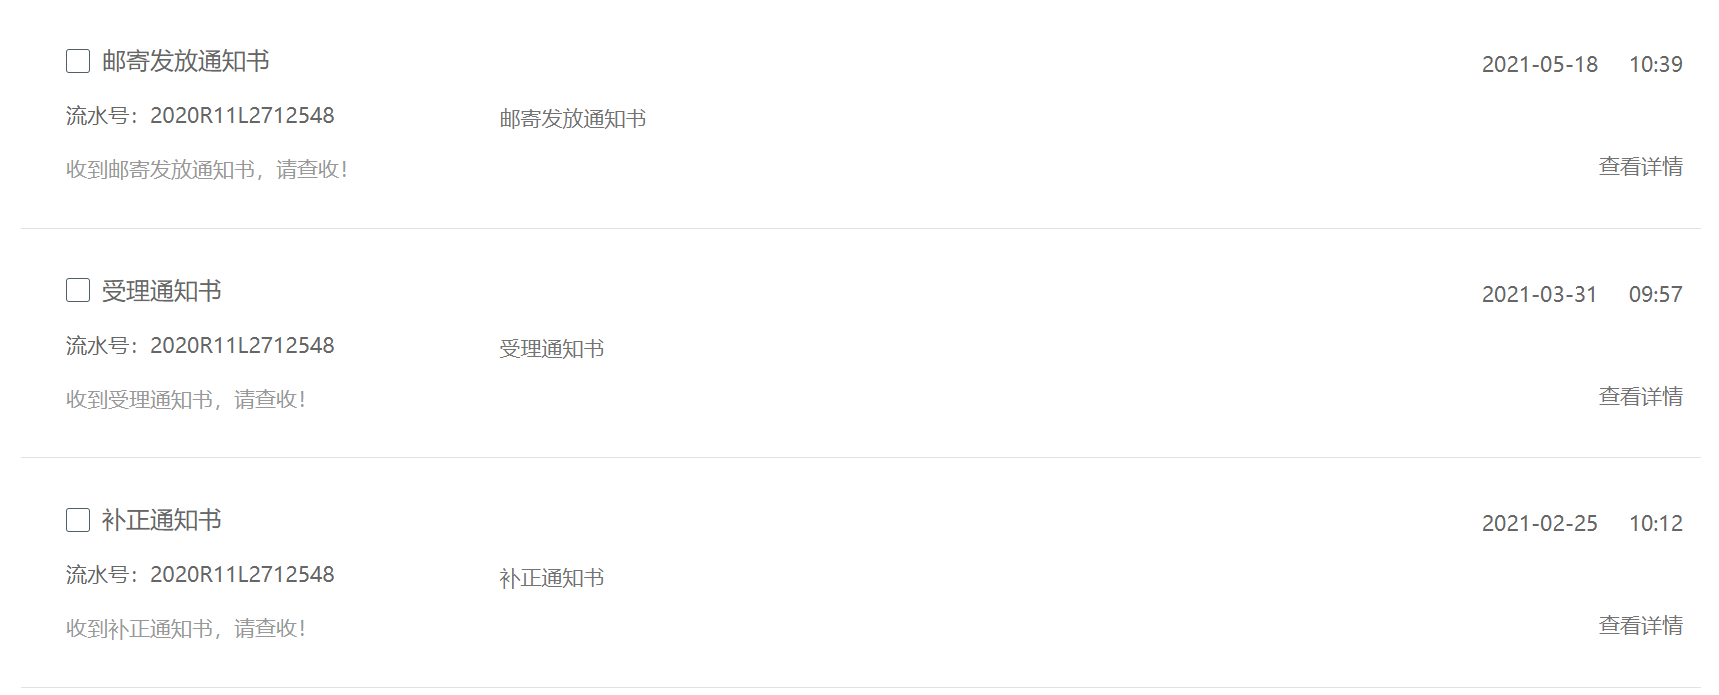 邮寄发放通知书 2021-05-18 10:39
流水号：2020R11L2712548 邮寄发放通知书
收到邮寄发放通知书，请查收！
查看详情
受理通知书 2021-03-31 09:57
流水号：2020R11L2712548 受理通知书
收到受理通知书，请查收！
查看详情
补正通知书 2021-02-25 10:12
流水号：2020R11L2712548 补正通知书
收到补正通知书，请查收！
查看详情